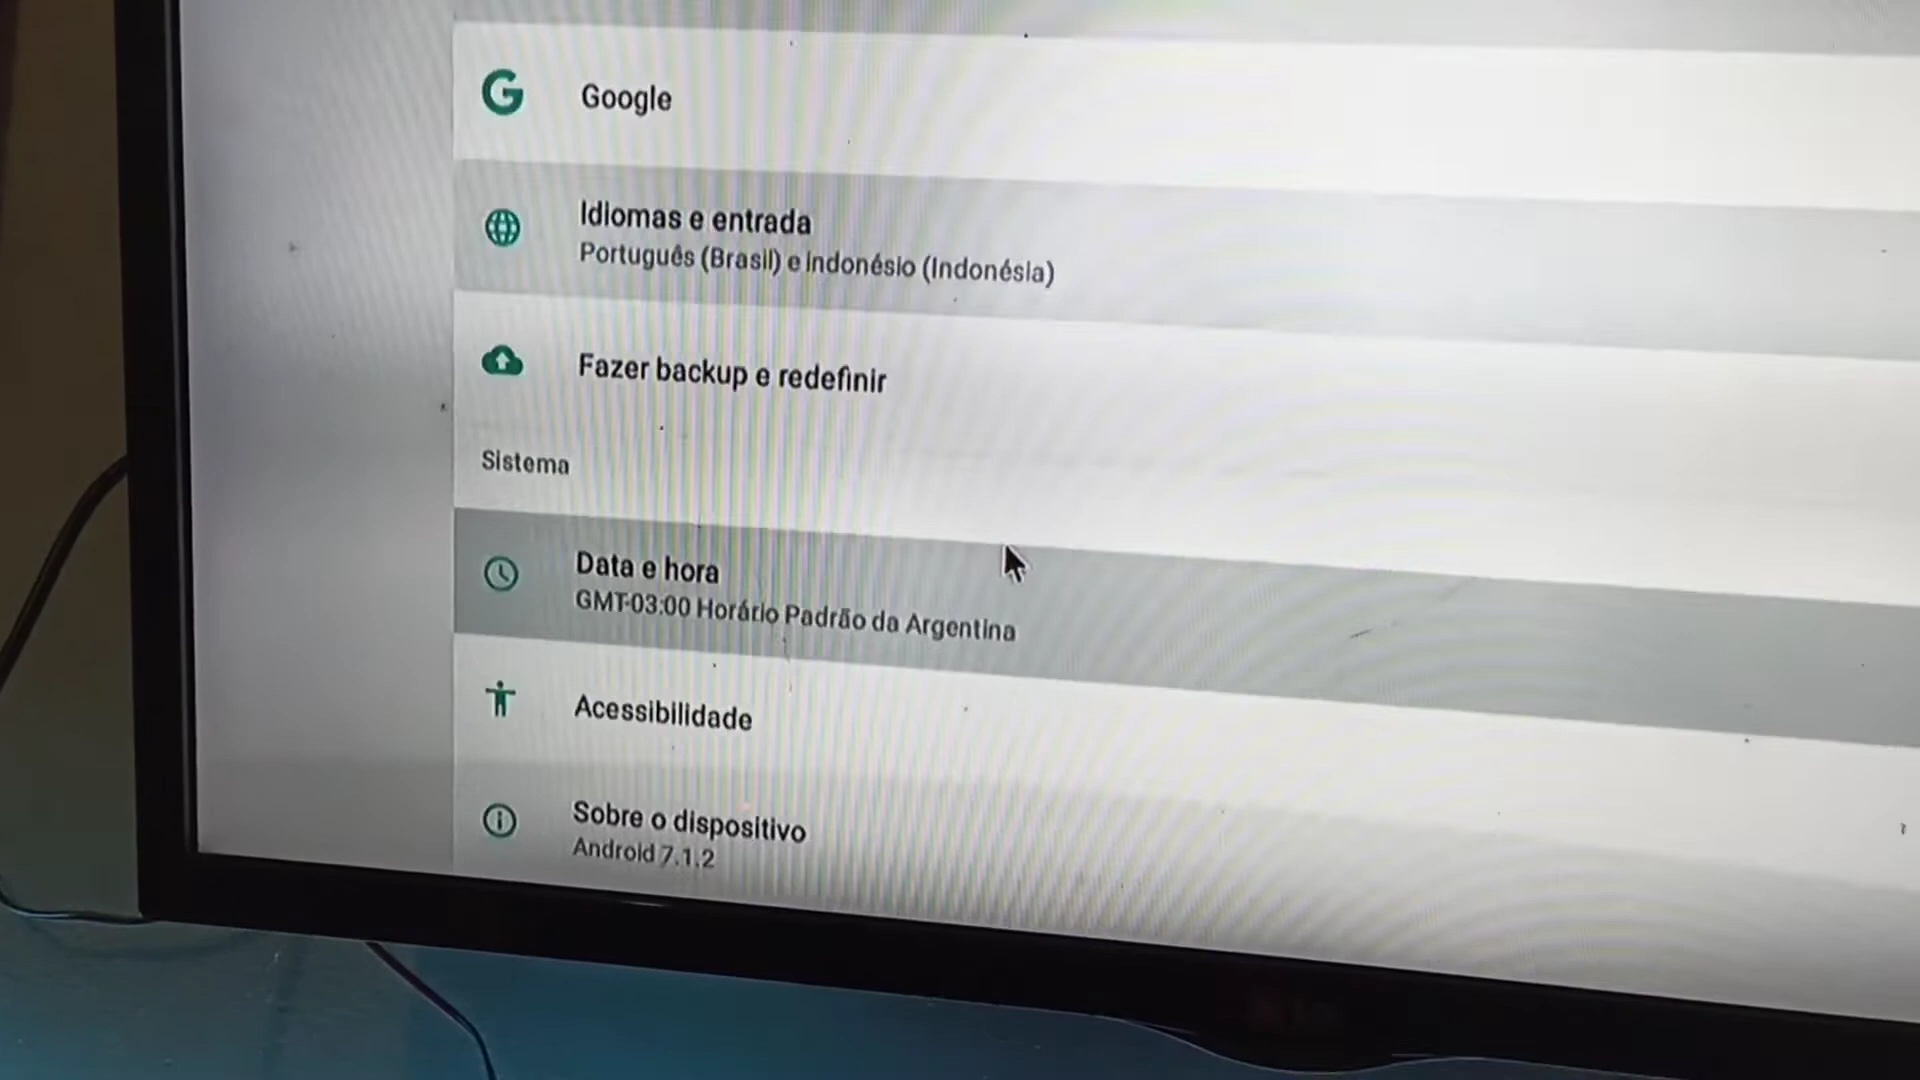 Google
Idiomas e entrada
Português (Brasil) e Indonésio (Indonésia)
Fazer backup e redefinir
Sistema
Data e hora
GMT-03:00 Horário Padrão da Argentina
Acessibilidade
Sobre o dispositivo
Android 7.1.2